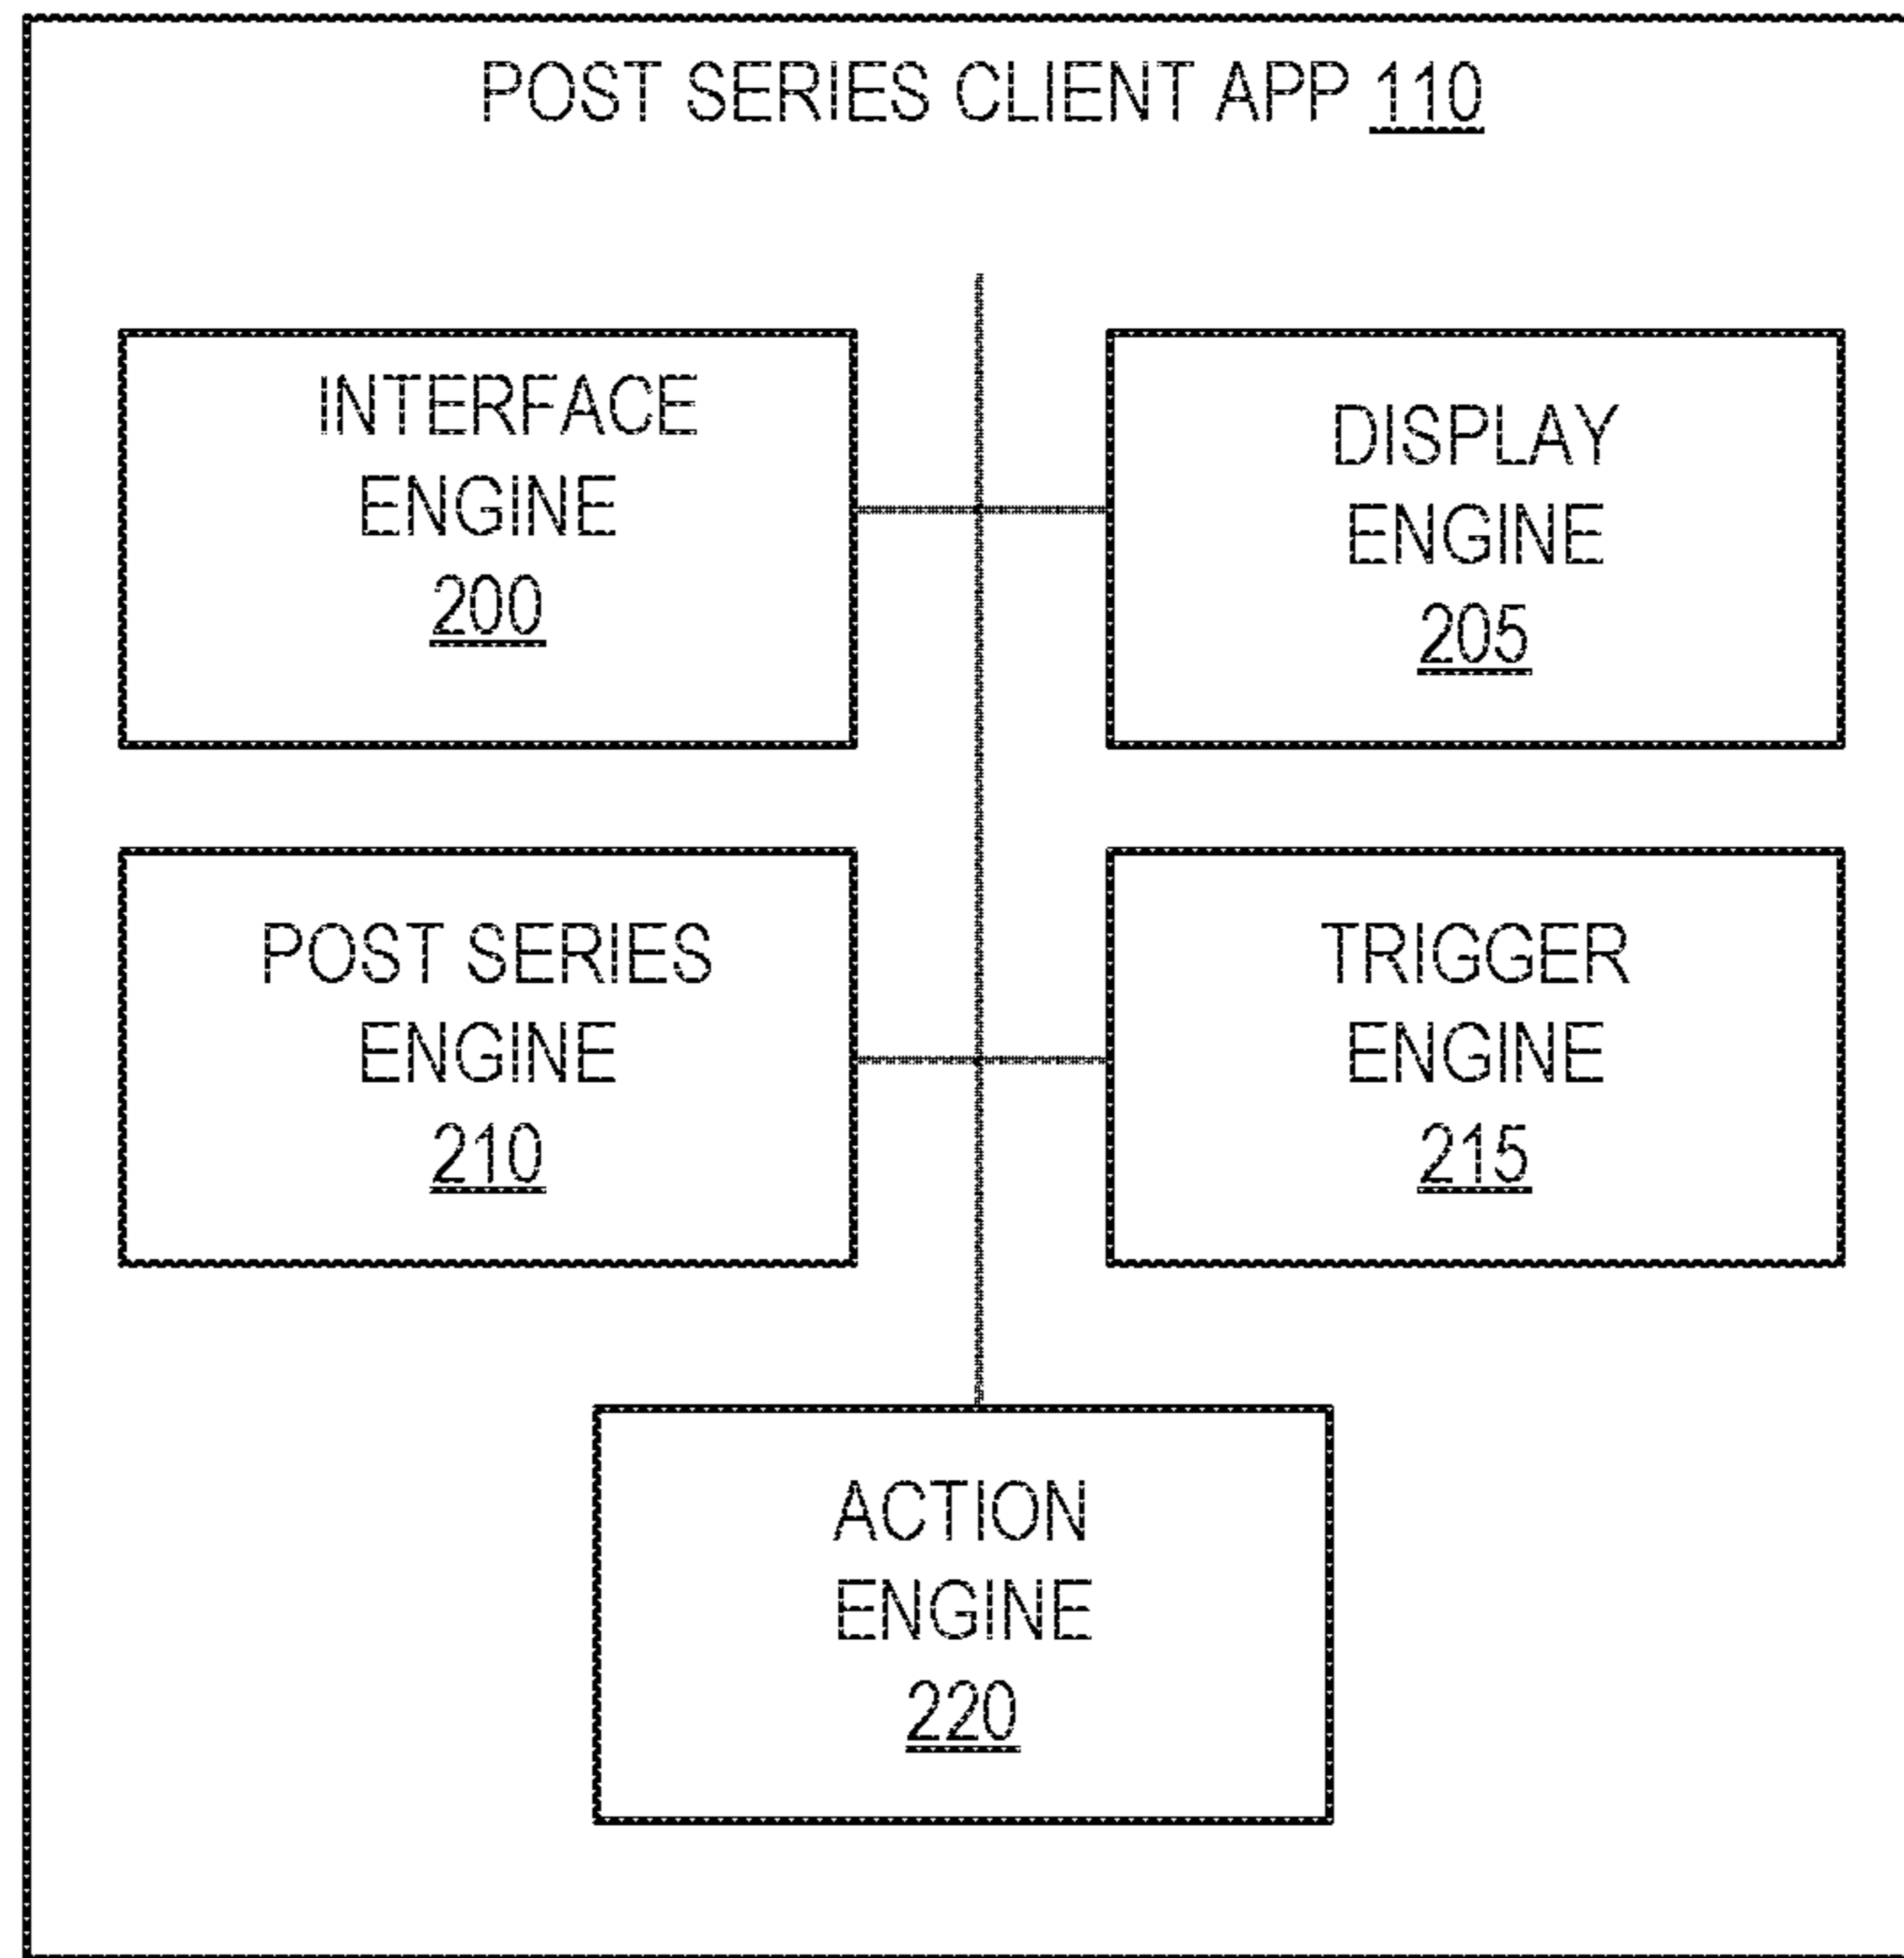 POST SERIES CLIENT APP 110
INTERFACE
ENGINE
200
DISPLAY
ENGINE
205
POST SERIES
ENGINE
210
TRIGGER
ENGINE
215
ACTION
ENGINE
220